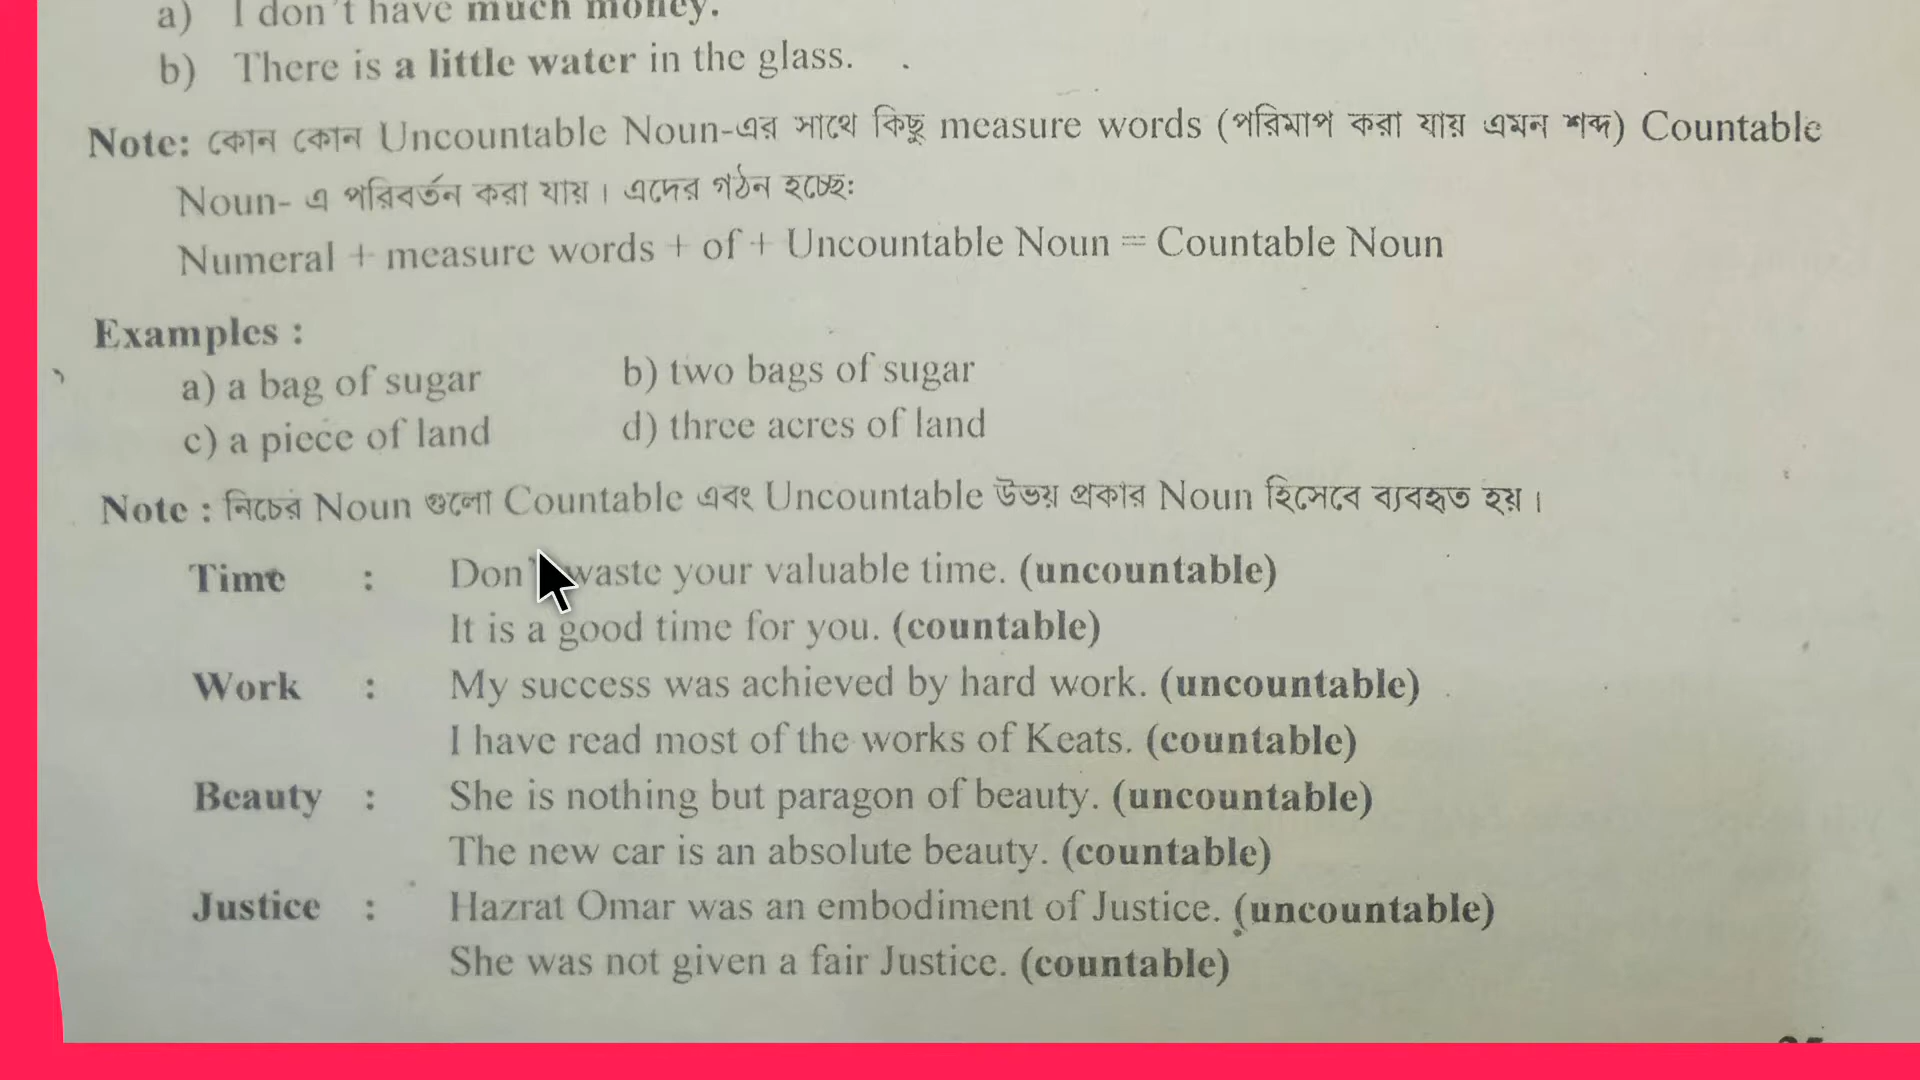 a) I don't have much money.
b) There is a little water in the glass.
Note: কোন কোন Uncountable Noun-এর সাথে কিছু measure words (পরিমাপ করা যায় এমন শব্দ) Countable
Noun- এ পরিবর্তন করা যায়। এদের গঠন হচ্ছেঃ
Numeral + measure words + of + Uncountable Noun = Countable Noun
Examples :
a) a bag of sugar b) two bags of sugar
c) a piece of land d) three acres of land
Note : নিচের Noun গুলো Countable এবং Uncountable উভয় প্রকার Noun হিসেবে ব্যবহৃত হয়।
Time : Don't waste your valuable time. (uncountable)
It is a good time for you. (countable)
Work : My success was achieved by hard work. (uncountable)
I have read most of the works of Keats. (countable)
Beauty : She is nothing but paragon of beauty. (uncountable)
The new car is an absolute beauty. (countable)
Justice : Hazrat Omar was an embodiment of Justice. (uncountable)
She was not given a fair Justice. (countable)